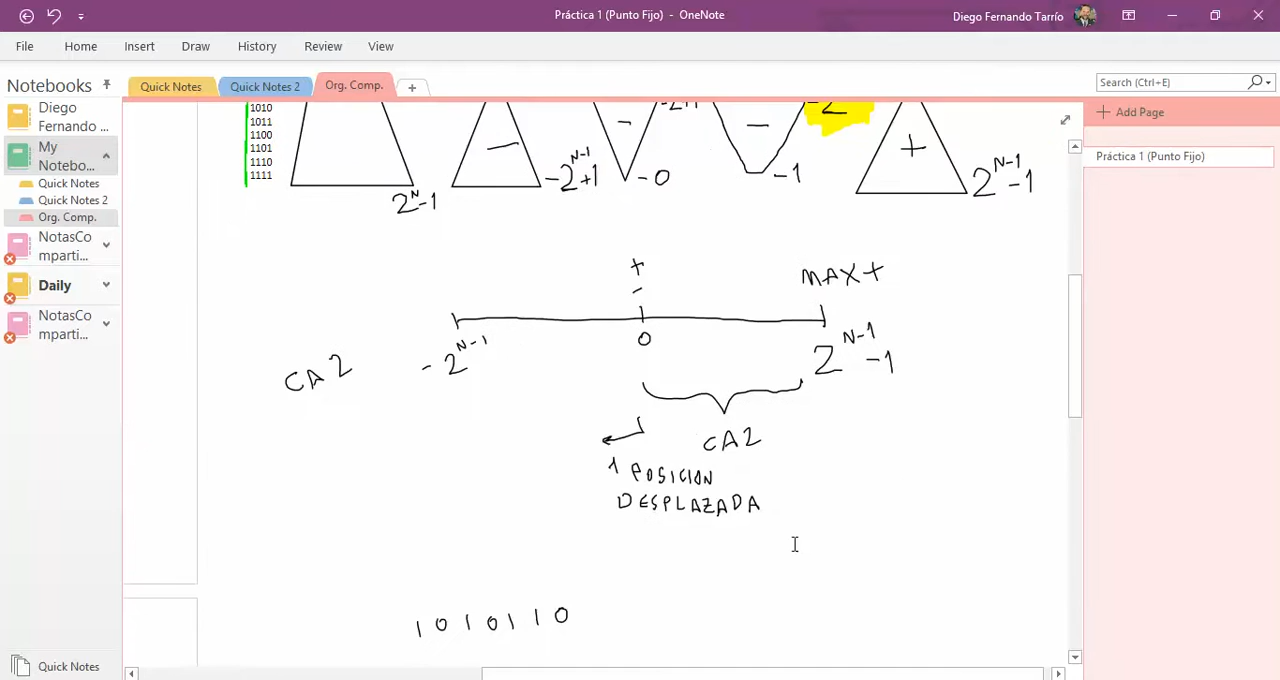 Práctica 1 (Punto Fijo) - OneNote
Diego Fernando Tarrío
File Home Insert Draw History Review View
Notebooks
Quick Notes Quick Notes 2 Org. Comp.
Search (Ctrl+E)
Diego
Fernando ...
My
Notebo...
Quick Notes
Quick Notes 2
Org. Comp.
NotasCo
mparti...
Daily
NotasCo
mparti...
Quick Notes
Add Page
Práctica 1 (Punto Fijo)
1010
1011
1100
1101
1110
1111
2^N-1
-
-2^N-1+1
-
-0
-
-1
+
2^N-1-1
+
-
MAX+
0
CA2
-2^N-1
2^N-1-1
CA2
1 POSICION
DESPLAZADA
1010110